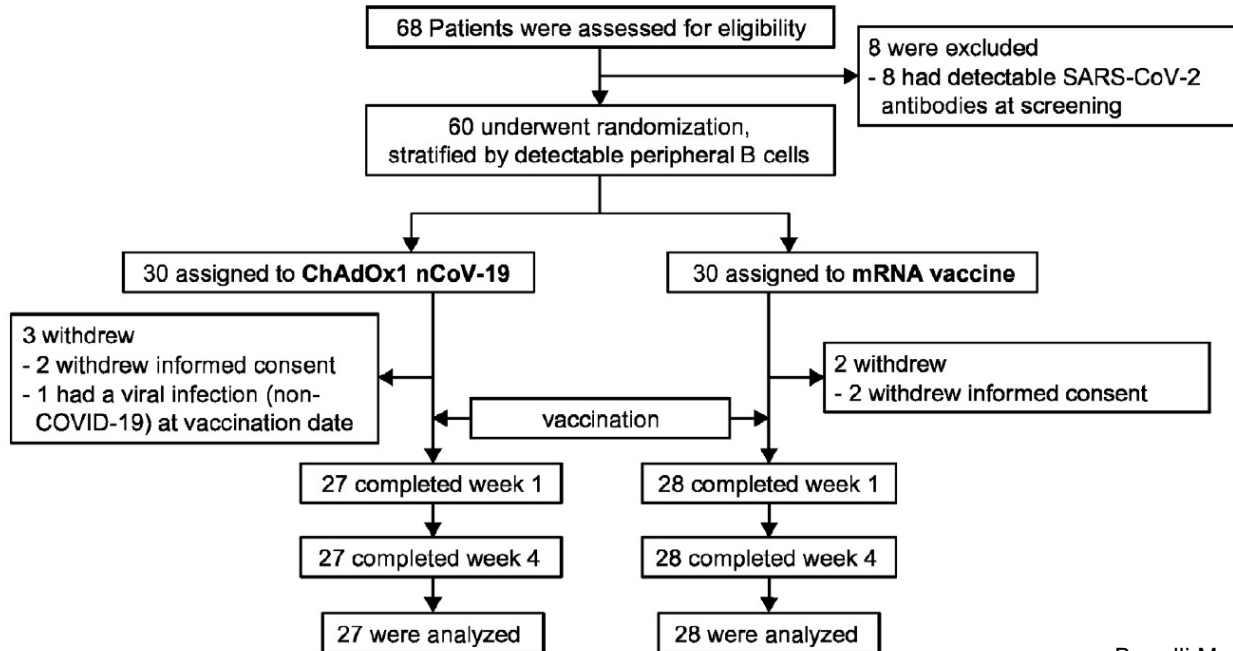 68 Patients were assessed for eligibility
8 were excluded
- 8 had detectable SARS-CoV-2
antibodies at screening
60 underwent randomization,
stratified by detectable peripheral B cells
30 assigned to ChAdOx1 nCoV-19
30 assigned to mRNA vaccine
3 withdrew
- 2 withdrew informed consent
- 1 had a viral infection (non-
COVID-19) at vaccination date
2 withdrew
- 2 withdrew informed consent
vaccination
27 completed week 1
28 completed week 1
27 completed week 4
28 completed week 4
27 were analyzed
28 were analyzed